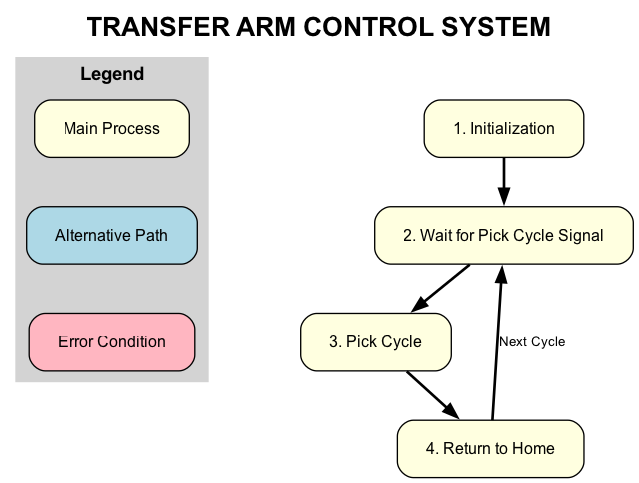 TRANSFER ARM CONTROL SYSTEM
Legend
Main Process
Alternative Path
Error Condition
1. Initialization
2. Wait for Pick Cycle Signal
3. Pick Cycle
Next Cycle
4. Return to Home